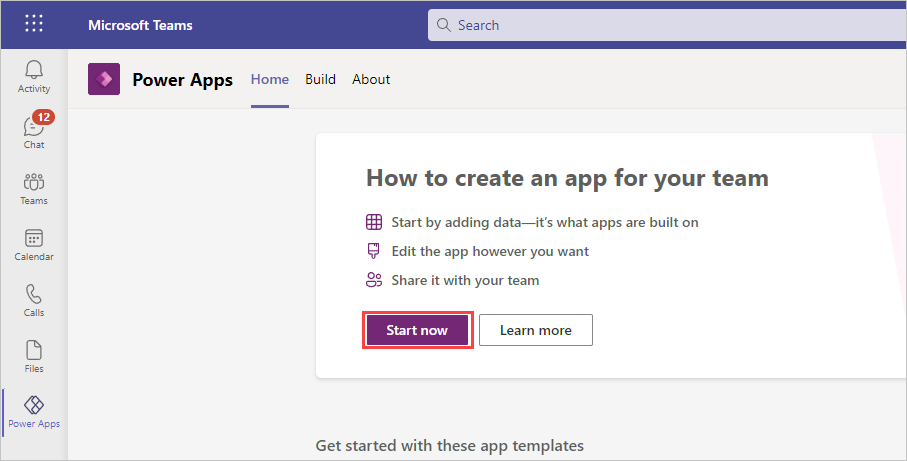 Microsoft Teams
Search
Activity
12
Chat
Teams
Calendar
Calls
Files
Power Apps
Power Apps
Home
Build
About
How to create an app for your team
Start by adding data—it's what apps are built on
Edit the app however you want
Share it with your team
Start now
Learn more
Get started with these app templates